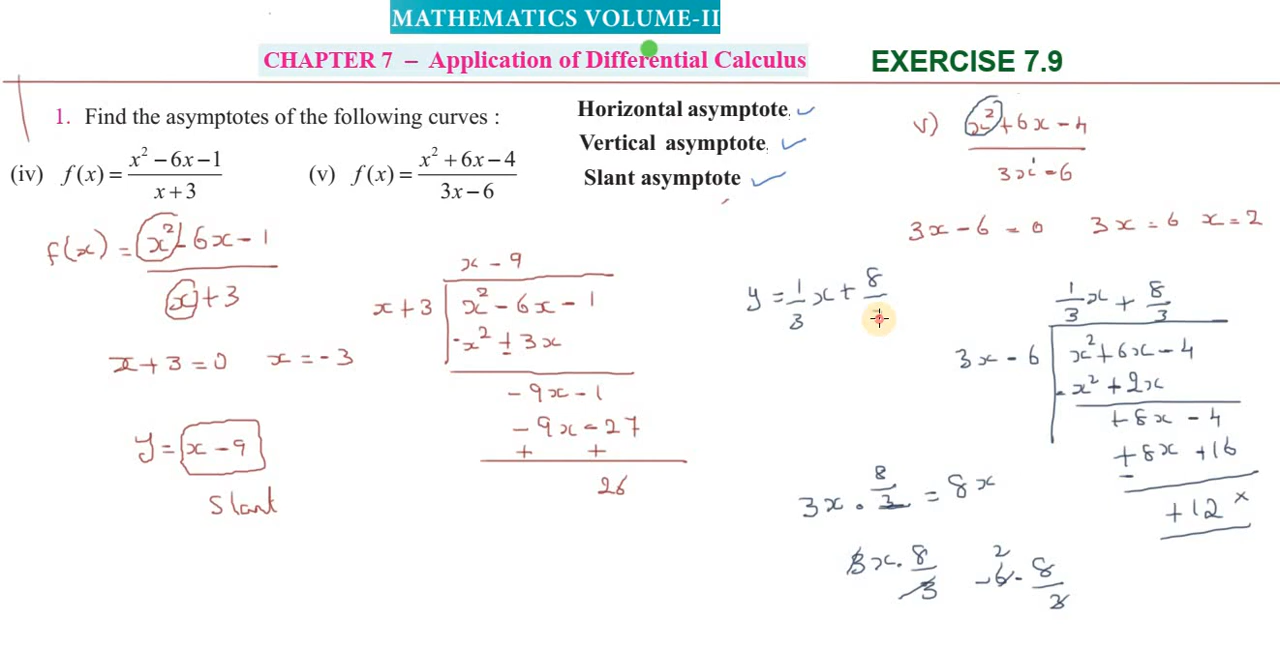 MATHEMATICS VOLUME-II
CHAPTER 7 – Application of Differential Calculus
EXERCISE 7.9
1. Find the asymptotes of the following curves :
(iv) f(x) = (x² − 6x − 1)/(x + 3)
(v) f(x) = (x² + 6x − 4)/(3x − 6)
Horizontal asymptote
Vertical asymptote
Slant asymptote
f(x) = (x² - 6x - 1)/(x + 3)
x + 3 = 0 x = -3
y = x - 9
Slant
x - 9
x + 3 x² - 6x - 1
x² + 3x
- 9x - 1
- 9x - 27
+ +
26
v) (x² + 6x - 4)/(3x - 6)
3x - 6 = 0 3x = 6 x = 2
y = 1/3 x + 8
1/3 x + 8/3
3x - 6 x² + 6x - 4
- x² + 2x
+ 8x - 4
+ 8x + 16
-
+ 12 x
3x . 8/3 = 8x
3x . 8/3 -6 . 8/3
2